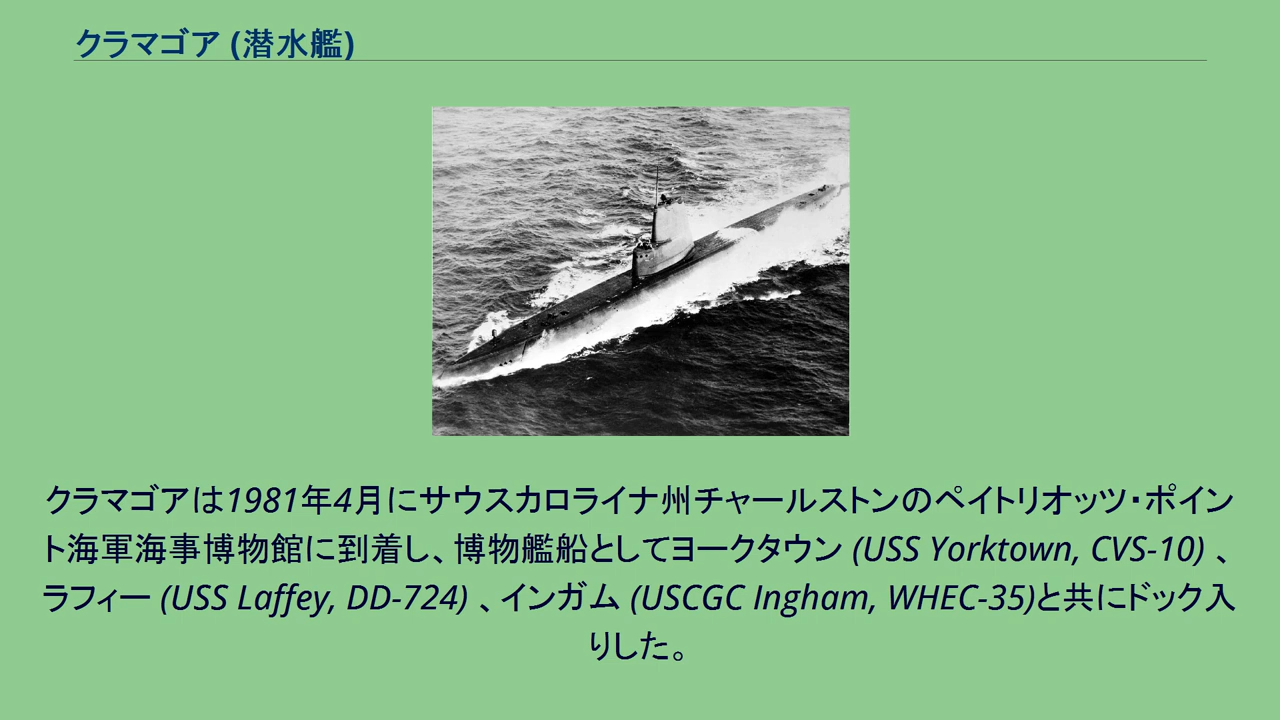 クラマゴア (潜水艦)
クラマゴアは1981年4月にサウスカロライナ州チャールストンのペイトリオッツ・ポイン
ト海軍海事博物館に到着し、博物艦船としてヨークタウン (USS Yorktown, CVS-10) 、
ラフィー (USS Laffey, DD-724) 、インガム (USCGC Ingham, WHEC-35)と共にドック入
りした。